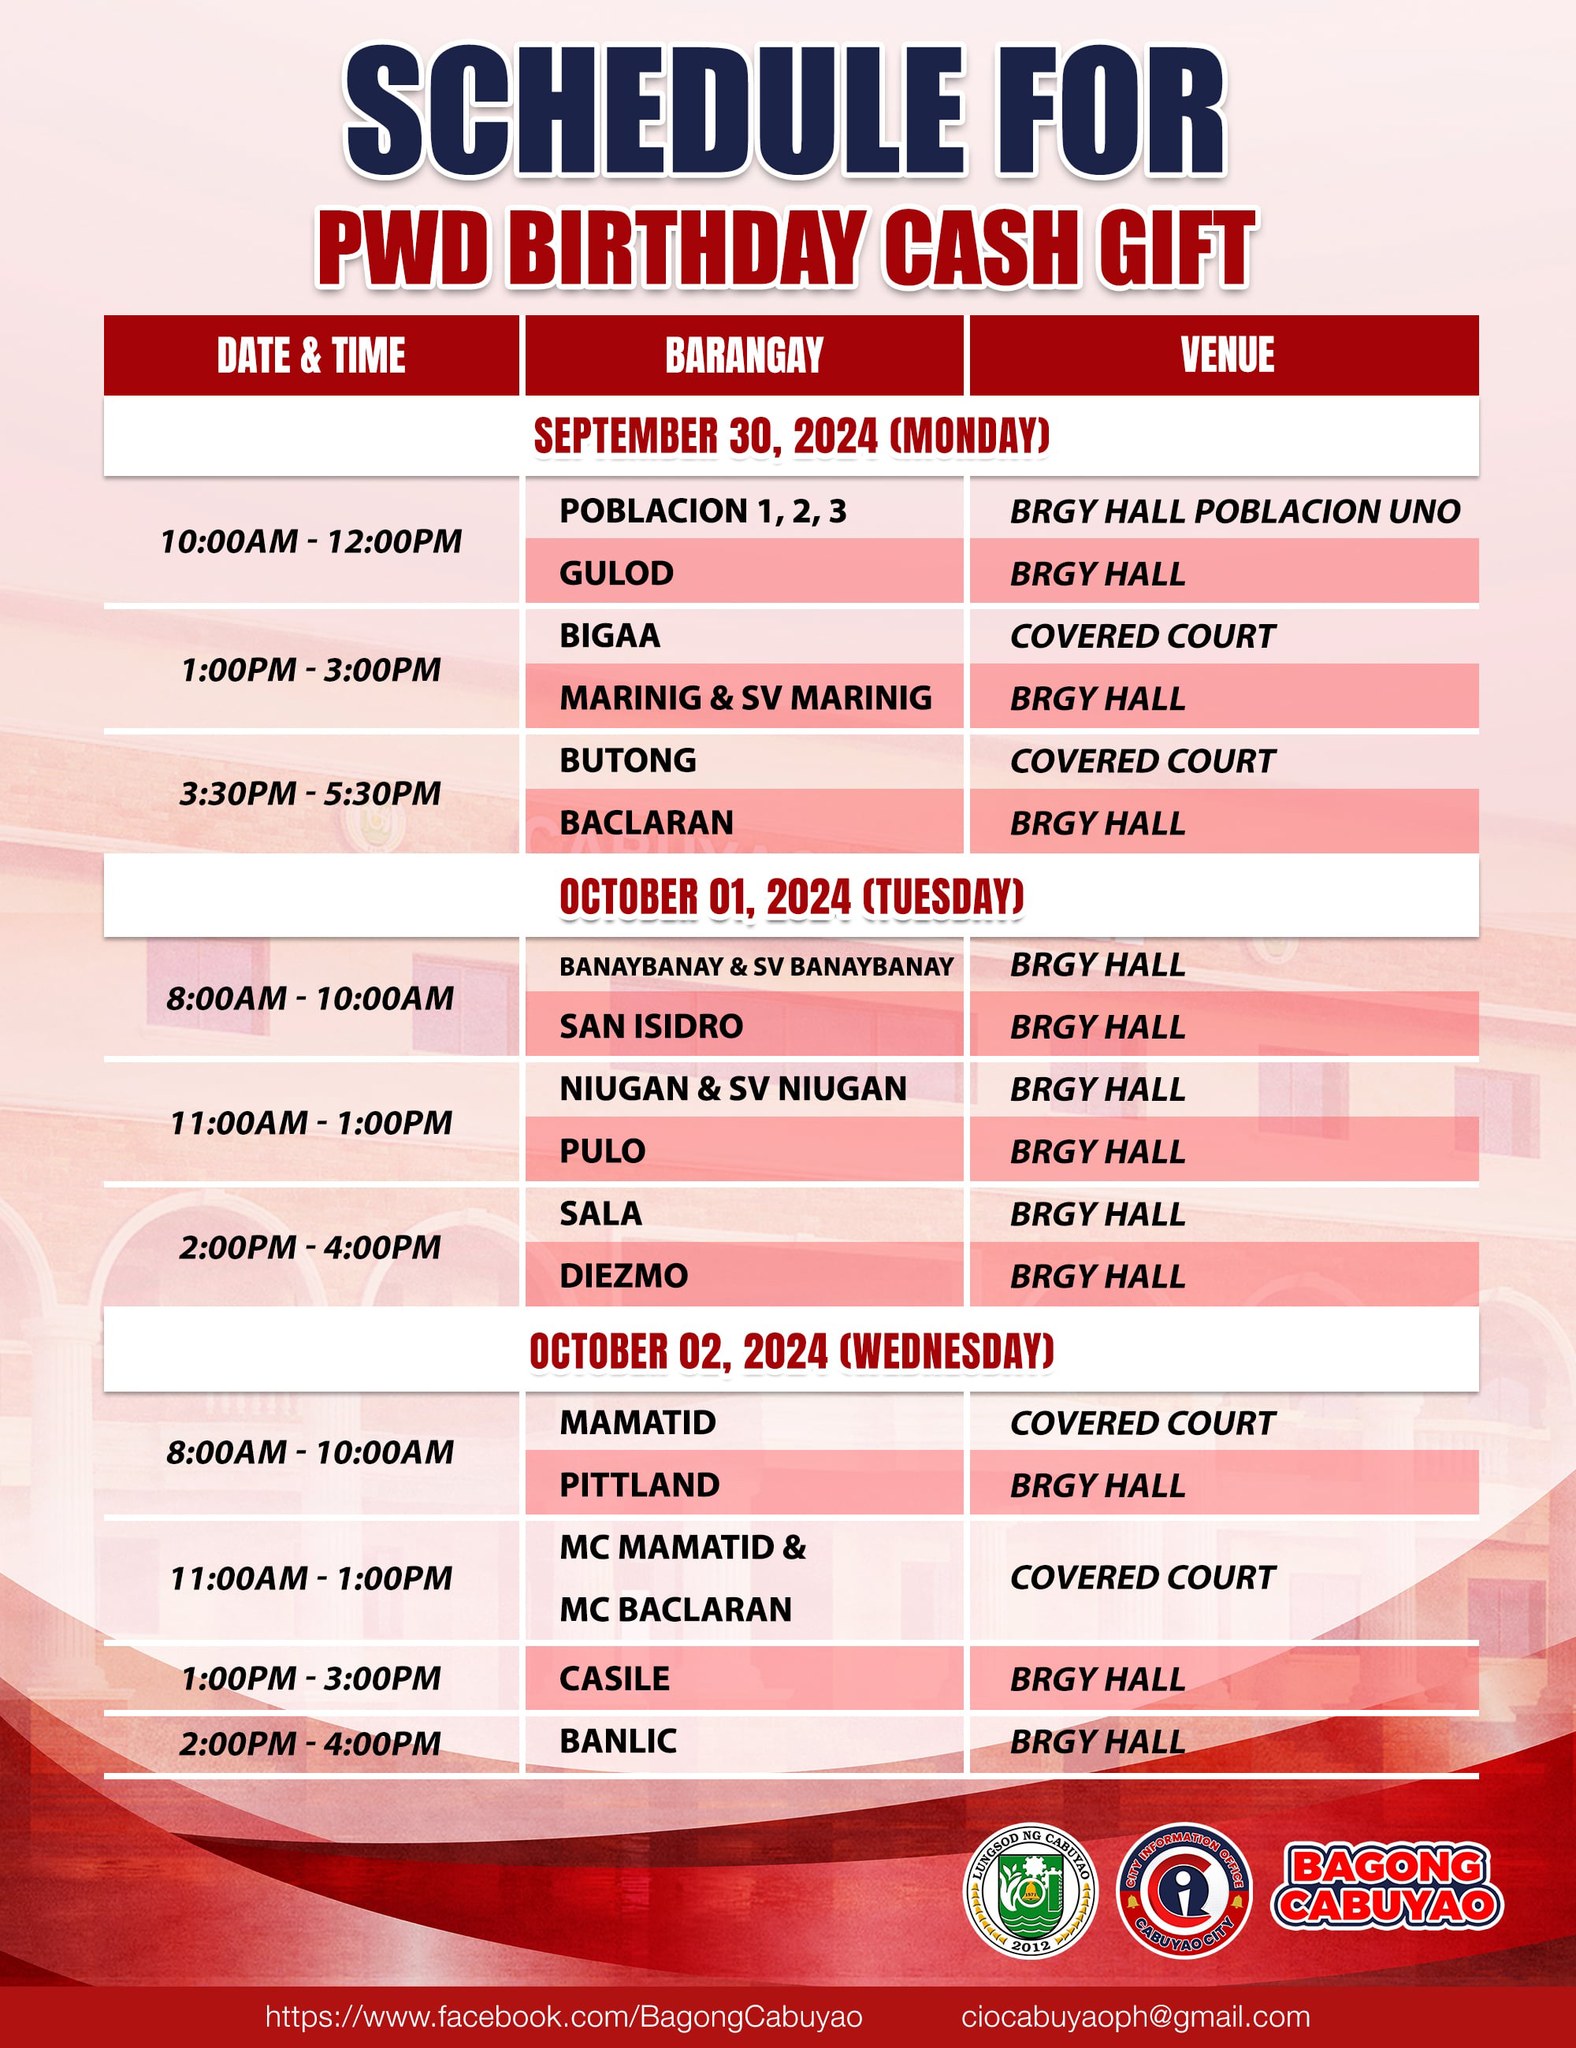 SCHEDULE FOR
PWD BIRTHDAY CASH GIFT
DATE & TIME BARANGAY VENUE
SEPTEMBER 30, 2024 (MONDAY)
10:00AM - 12:00PM
POBLACION 1, 2, 3 BRGY HALL POBLACION UNO
GULOD BRGY HALL
1:00PM - 3:00PM
BIGAA COVERED COURT
MARINIG & SV MARINIG BRGY HALL
3:30PM - 5:30PM
BUTONG COVERED COURT
BACLARAN BRGY HALL
OCTOBER 01, 2024 (TUESDAY)
8:00AM - 10:00AM
BANAYBANAY & SV BANAYBANAY BRGY HALL
SAN ISIDRO BRGY HALL
11:00AM - 1:00PM
NIUGAN & SV NIUGAN BRGY HALL
PULO BRGY HALL
2:00PM - 4:00PM
SALA BRGY HALL
DIEZMO BRGY HALL
OCTOBER 02, 2024 (WEDNESDAY)
8:00AM - 10:00AM
MAMATID COVERED COURT
PITTLAND BRGY HALL
11:00AM - 1:00PM
MC MAMATID &
MC BACLARAN
COVERED COURT
1:00PM - 3:00PM CASILE BRGY HALL
2:00PM - 4:00PM BANLIC BRGY HALL
LUNGSOD NG CABUYAO
2012
CITY INFORMATION OFFICE
CABUYAO CITY
BAGONG
CABUYAO
https://www.facebook.com/BagongCabuyao ciocabuyaoph@gmail.com